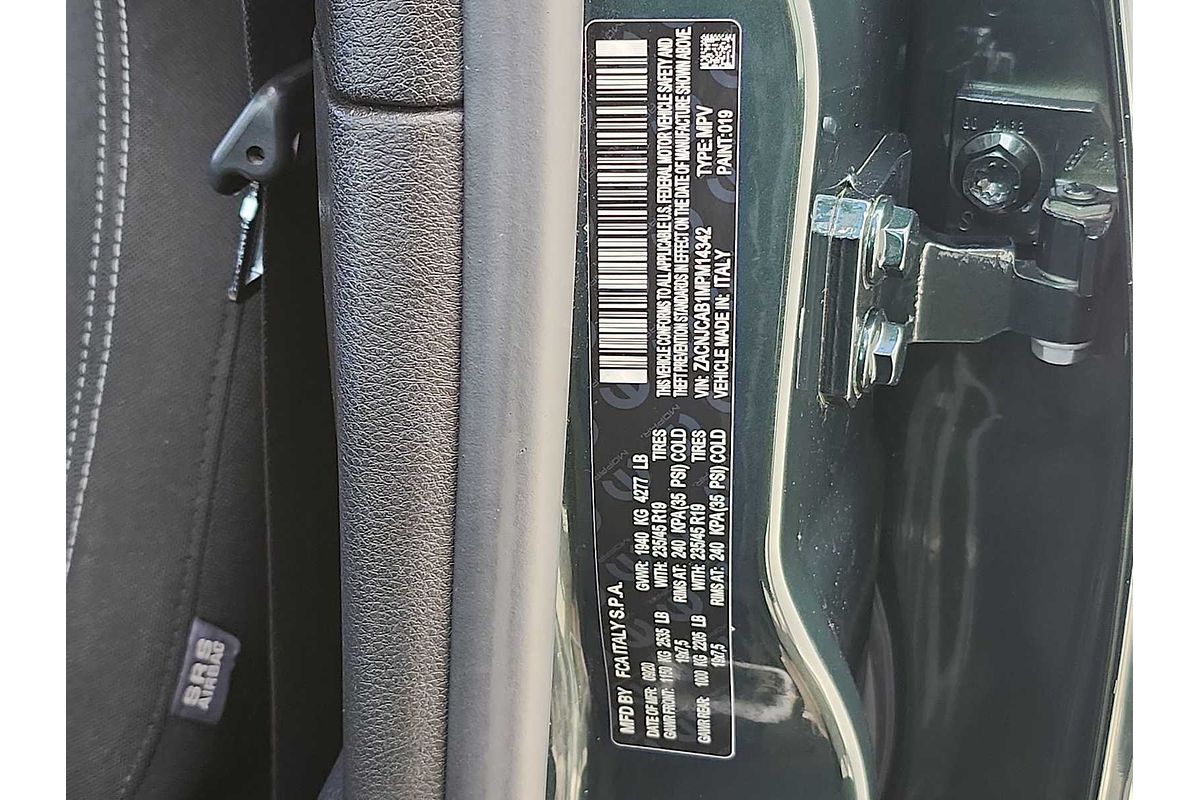 MFD BY FCA ITALY S.P.A.
DATE OF MFR: 08/20 GVWR: 1940 KG 4277 LB
GAWR FRONT: 1150 KG 2535 LB WITH: 235/45 R19 TIRES
19x7,5 RIMS AT: 240 KPA(35 PSI) COLD
GAWR REAR: 1000 KG 2205 LB WITH: 235/45 R19 TIRES
19x7,5 RIMS AT: 240 KPA(35 PSI) COLD
THIS VEHICLE CONFORMS TO ALL APPLICABLE U.S. FEDERAL MOTOR VEHICLE SAFETY AND
THEFT PREVENTION STANDARDS IN EFFECT ON THE DATE OF MANUFACTURE SHOWN ABOVE
VIN: ZACNJCAB1MPM14342 TYPE: MPV
VEHICLE MADE IN: ITALY PAINT: 019
MOPAR
MOPAR
SRS
AIRBAG